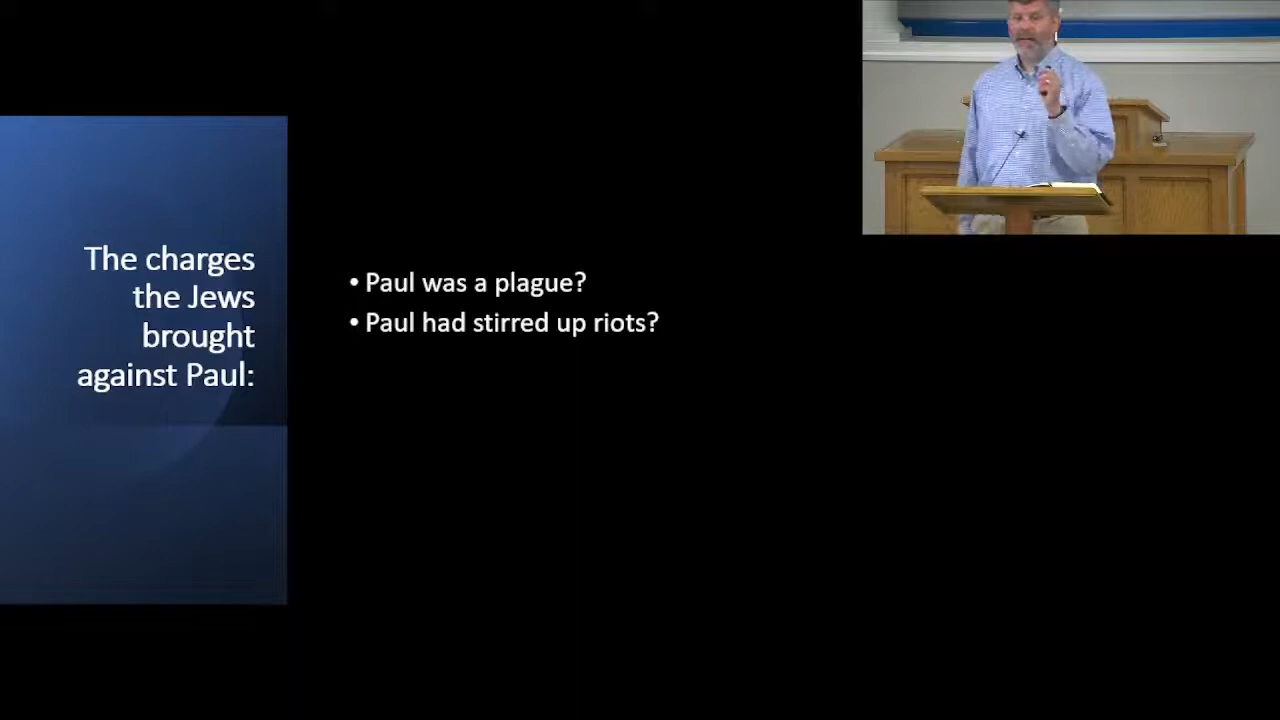 The charges
the Jews
brought
against Paul:
• Paul was a plague?
• Paul had stirred up riots?